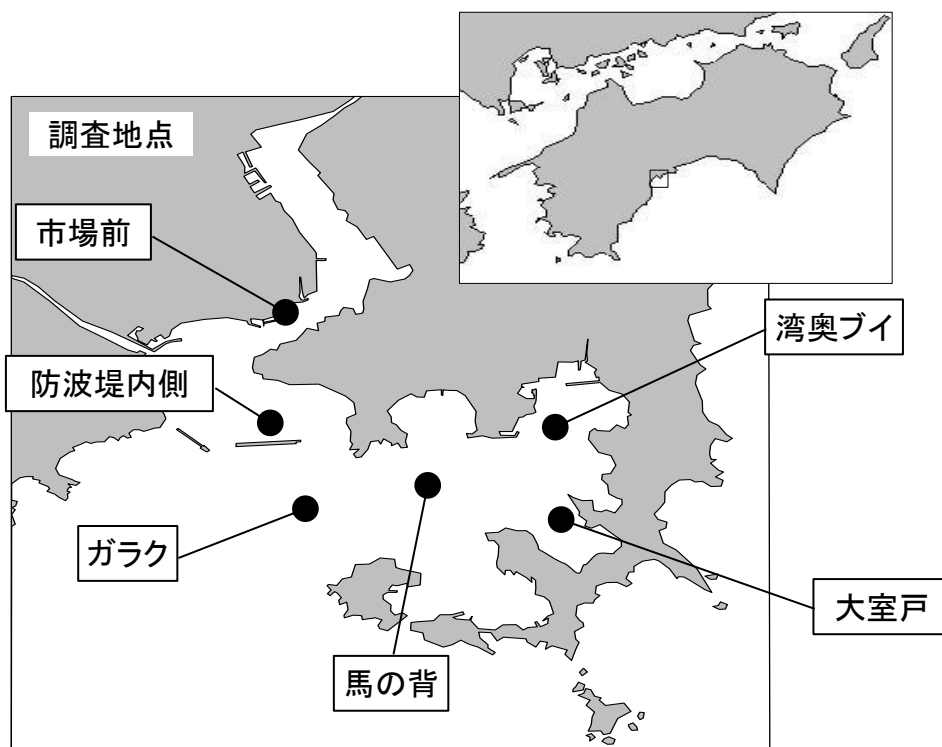 調査地点
市場前
湾奥ブイ
防波堤内側
ガラク
大室戸
馬の背